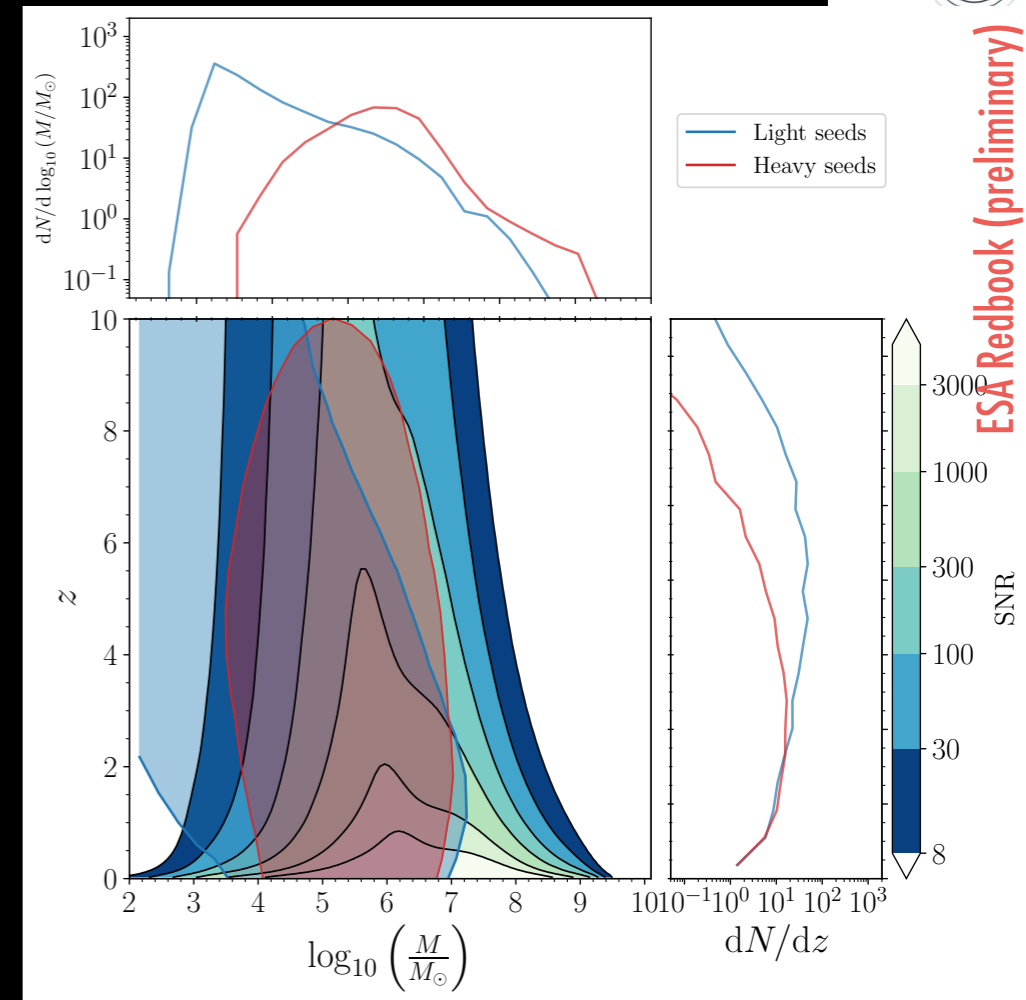 10³
10²
10¹
10⁰
10⁻¹
dN/d log₁₀(M/M⊙)
Light seeds
Heavy seeds
ESA Redbook (preliminary)
10
8
6
4
2
0
z
2 3 4 5 6 7 8 9 10
log₁₀(M/M⊙)
10⁻¹ 10⁰ 10¹ 10² 10³
dN/dz
3000
1000
300
100
30
8
SNR